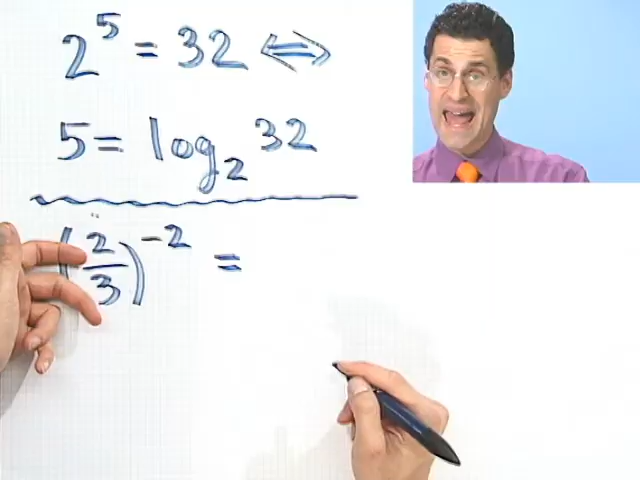 2^5 = 32 ⟺
5 = log_2 32
(2/3)^-2 =